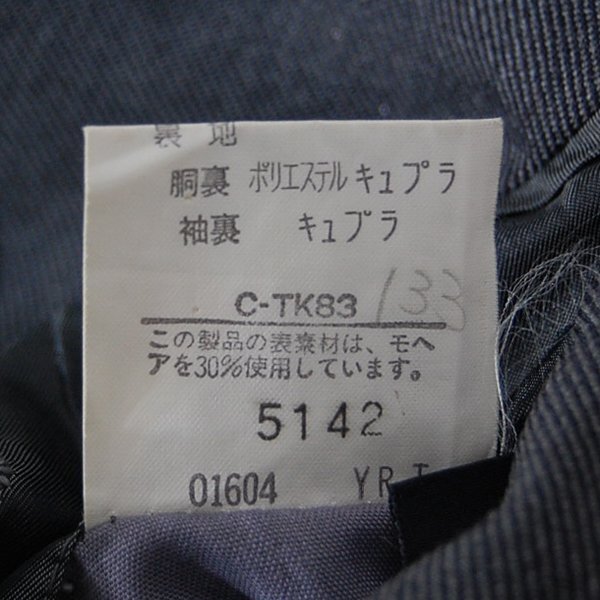 裏地
胴裏 ポリエステル キュプラ
袖裏 キュプラ
C-TK83
133
この製品の表素材は、モヘ
アを30%使用しています。
5142
01604 YRT